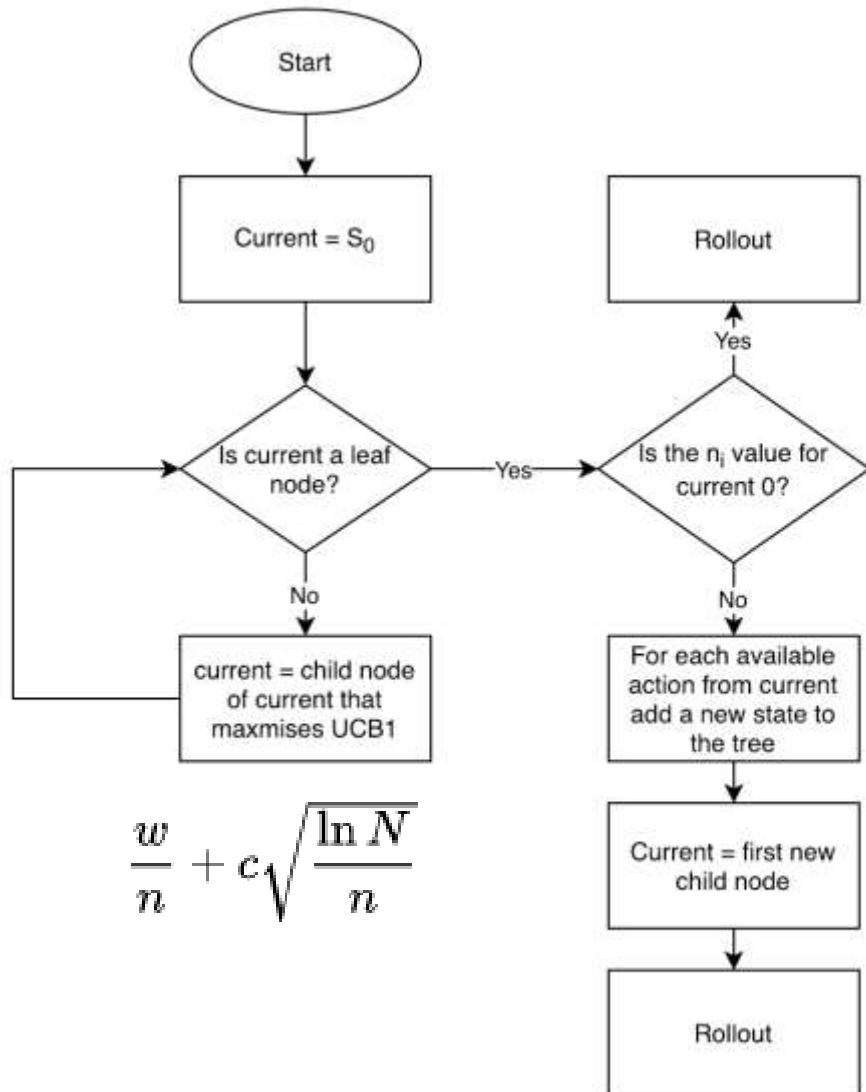 Start
Current = S₀
Is current a leaf
node?
No
current = child node
of current that
maxmises UCB1
Yes
Is the nᵢ value for
current 0?
Yes
Rollout
No
For each available
action from current
add a new state to
the tree
Current = first new
child node
Rollout
w/n + c√(ln N/n)